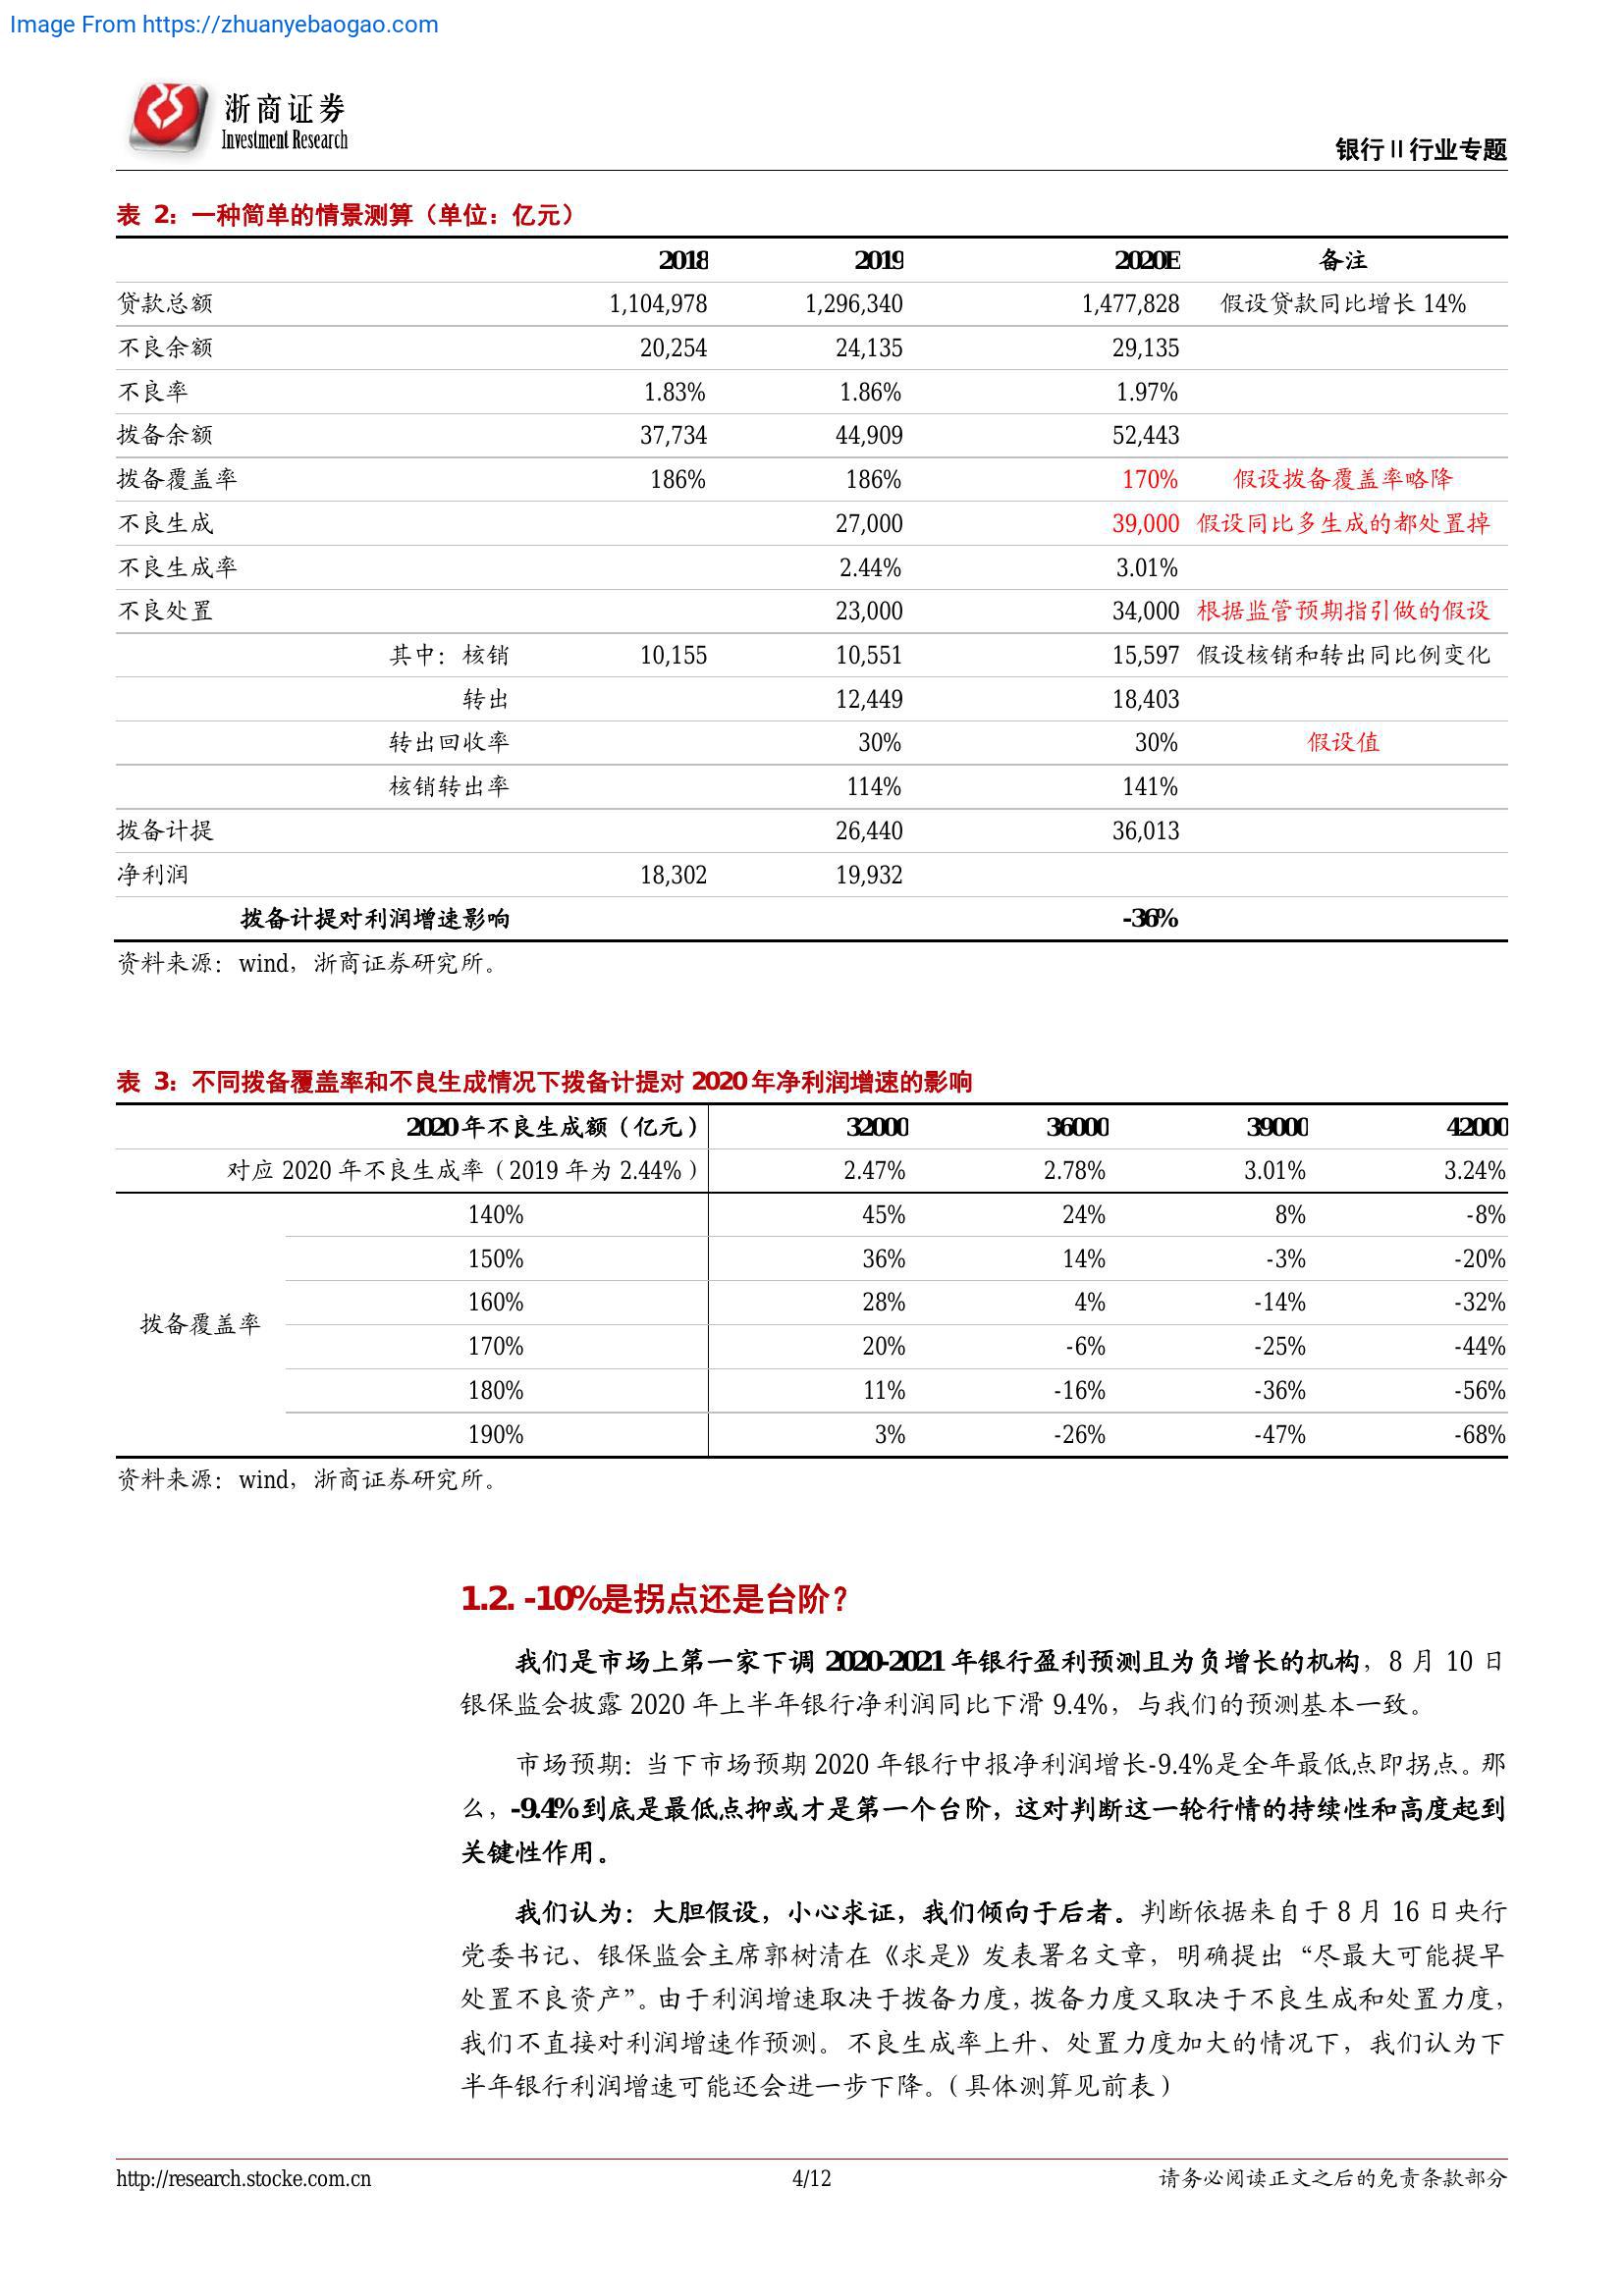 Image From https://zhuanyebaogao.com
浙商证券
Investment Research
银行Ⅱ行业专题
表 2：一种简单的情景测算（单位：亿元）
2018 2019 2020E 备注
贷款总额 1,104,978 1,296,340 1,477,828 假设贷款同比增长 14%
不良余额 20,254 24,135 29,135
不良率 1.83% 1.86% 1.97%
拨备余额 37,734 44,909 52,443
拨备覆盖率 186% 186% 170% 假设拨备覆盖率略降
不良生成 27,000 39,000 假设同比多生成的都处置掉
不良生成率 2.44% 3.01%
不良处置 23,000 34,000 根据监管预期指引做的假设
其中：核销 10,155 10,551 15,597 假设核销和转出同比例变化
转出 12,449 18,403
转出回收率 30% 30% 假设值
核销转出率 114% 141%
拨备计提 26,440 36,013
净利润 18,302 19,932
拨备计提对利润增速影响 -36%
资料来源：wind，浙商证券研究所。
表 3：不同拨备覆盖率和不良生成情况下拨备计提对 2020 年净利润增速的影响
2020 年不良生成额（亿元） 32000 36000 39000 42000
对应 2020 年不良生成率（2019 年为 2.44%） 2.47% 2.78% 3.01% 3.24%
140% 45% 24% 8% -8%
150% 36% 14% -3% -20%
160% 28% 4% -14% -32%
拨备覆盖率
170% 20% -6% -25% -44%
180% 11% -16% -36% -56%
190% 3% -26% -47% -68%
资料来源：wind，浙商证券研究所。
1.2. -10%是拐点还是台阶？
我们是市场上第一家下调 2020-2021 年银行盈利预测且为负增长的机构，8 月 10 日
银保监会披露 2020 年上半年银行净利润同比下滑 9.4%，与我们的预测基本一致。
市场预期：当下市场预期 2020 年银行中报净利润增长-9.4%是全年最低点即拐点。那
么，-9.4%到底是最低点抑或才是第一个台阶，这对判断这一轮行情的持续性和高度起到
关键性作用。
我们认为：大胆假设，小心求证，我们倾向于后者。判断依据来自于 8 月 16 日央行
党委书记、银保监会主席郭树清在《求是》发表署名文章，明确提出 “尽最大可能提早
处置不良资产”。由于利润增速取决于拨备力度，拨备力度又取决于不良生成和处置力度，
我们不直接对利润增速作预测。不良生成率上升、处置力度加大的情况下，我们认为下
半年银行利润增速可能还会进一步下降。（具体测算见前表）
http://research.stocke.com.cn 4/12 请务必阅读正文之后的免责条款部分